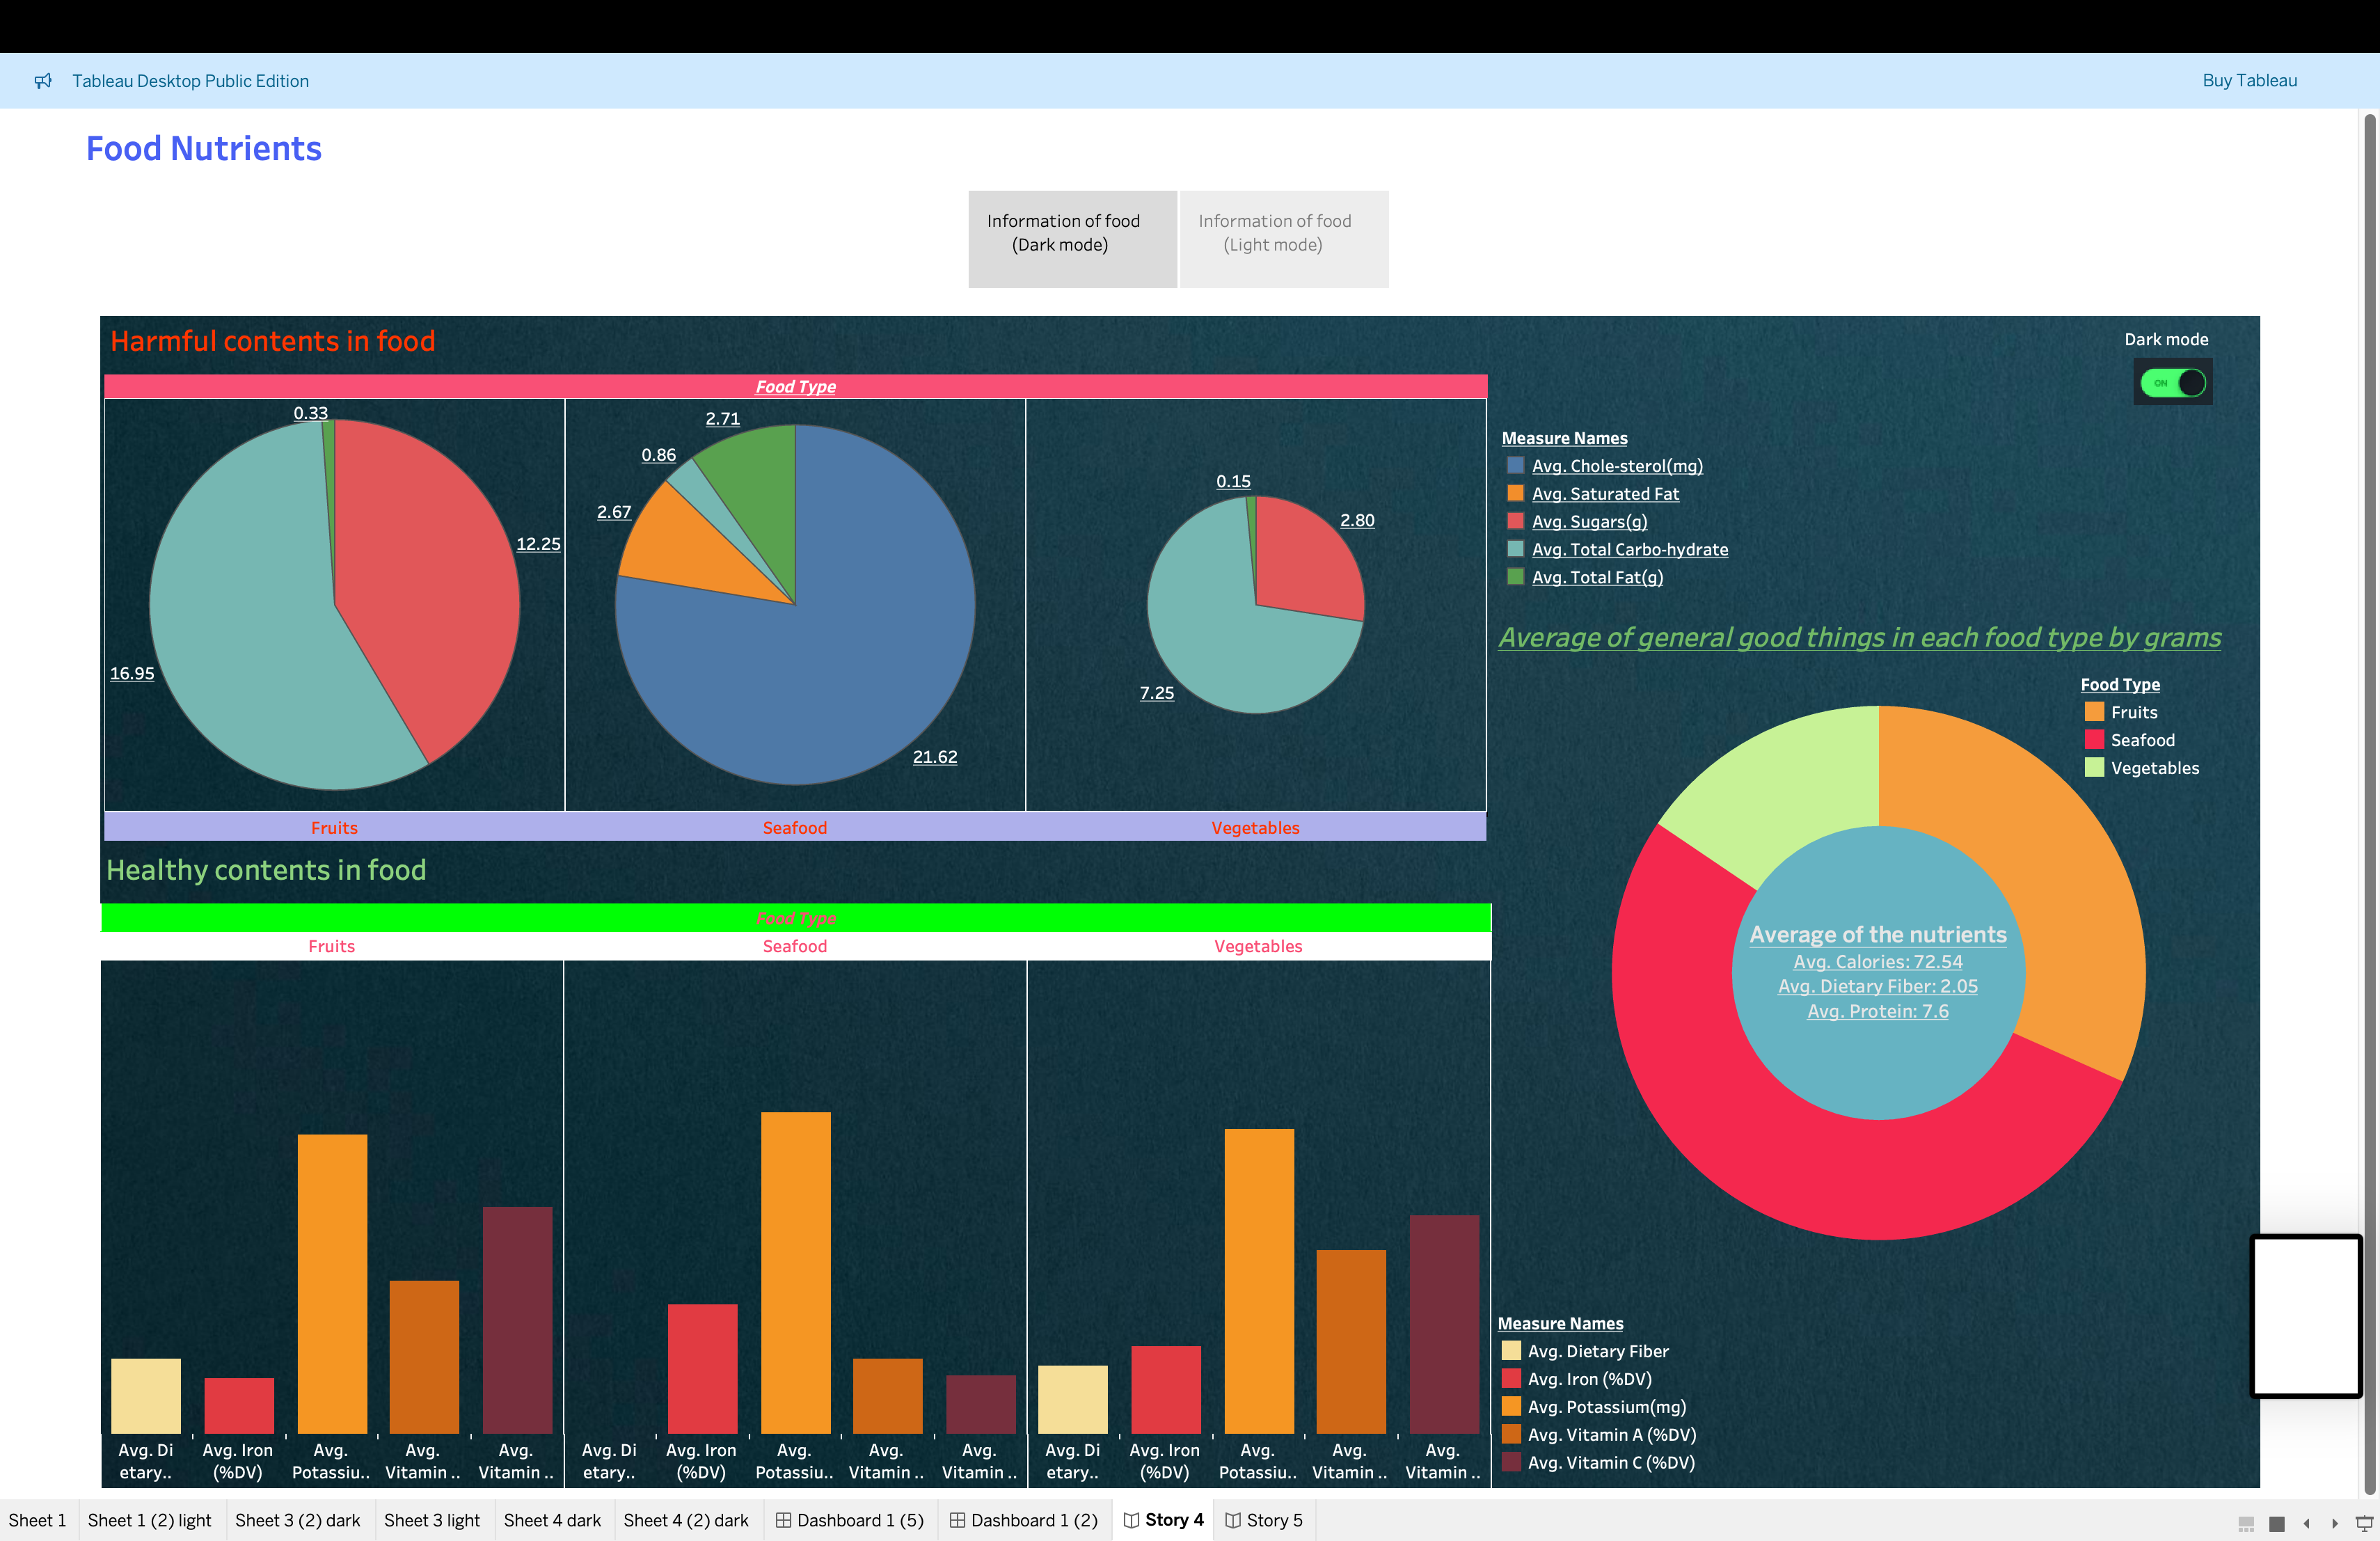 Tableau Desktop Public Edition
Buy Tableau
Food Nutrients
Information of food
(Dark mode)
Information of food
(Light mode)
Harmful contents in food
Dark mode
ON
Food Type
0.33
12.25
16.95
2.71
0.86
2.67
21.62
0.15
2.80
7.25
Fruits
Seafood
Vegetables
Measure Names
Avg. Chole-sterol(mg)
Avg. Saturated Fat
Avg. Sugars(g)
Avg. Total Carbo-hydrate
Avg. Total Fat(g)
Average of general good things in each food type by grams
Food Type
Fruits
Seafood
Vegetables
Average of the nutrients
Avg. Calories: 72.54
Avg. Dietary Fiber: 2.05
Avg. Protein: 7.6
Healthy contents in food
Food Type
Fruits
Seafood
Vegetables
Avg. Di
etary..
Avg. Iron
(%DV)
Avg.
Potassiu..
Avg.
Vitamin ..
Avg.
Vitamin ..
Avg. Di
etary..
Avg. Iron
(%DV)
Avg.
Potassiu..
Avg.
Vitamin ..
Avg.
Vitamin ..
Avg. Di
etary..
Avg. Iron
(%DV)
Avg.
Potassiu..
Avg.
Vitamin ..
Avg.
Vitamin ..
Measure Names
Avg. Dietary Fiber
Avg. Iron (%DV)
Avg. Potassium(mg)
Avg. Vitamin A (%DV)
Avg. Vitamin C (%DV)
Sheet 1
Sheet 1 (2) light
Sheet 3 (2) dark
Sheet 3 light
Sheet 4 dark
Sheet 4 (2) dark
Dashboard 1 (5)
Dashboard 1 (2)
Story 4
Story 5